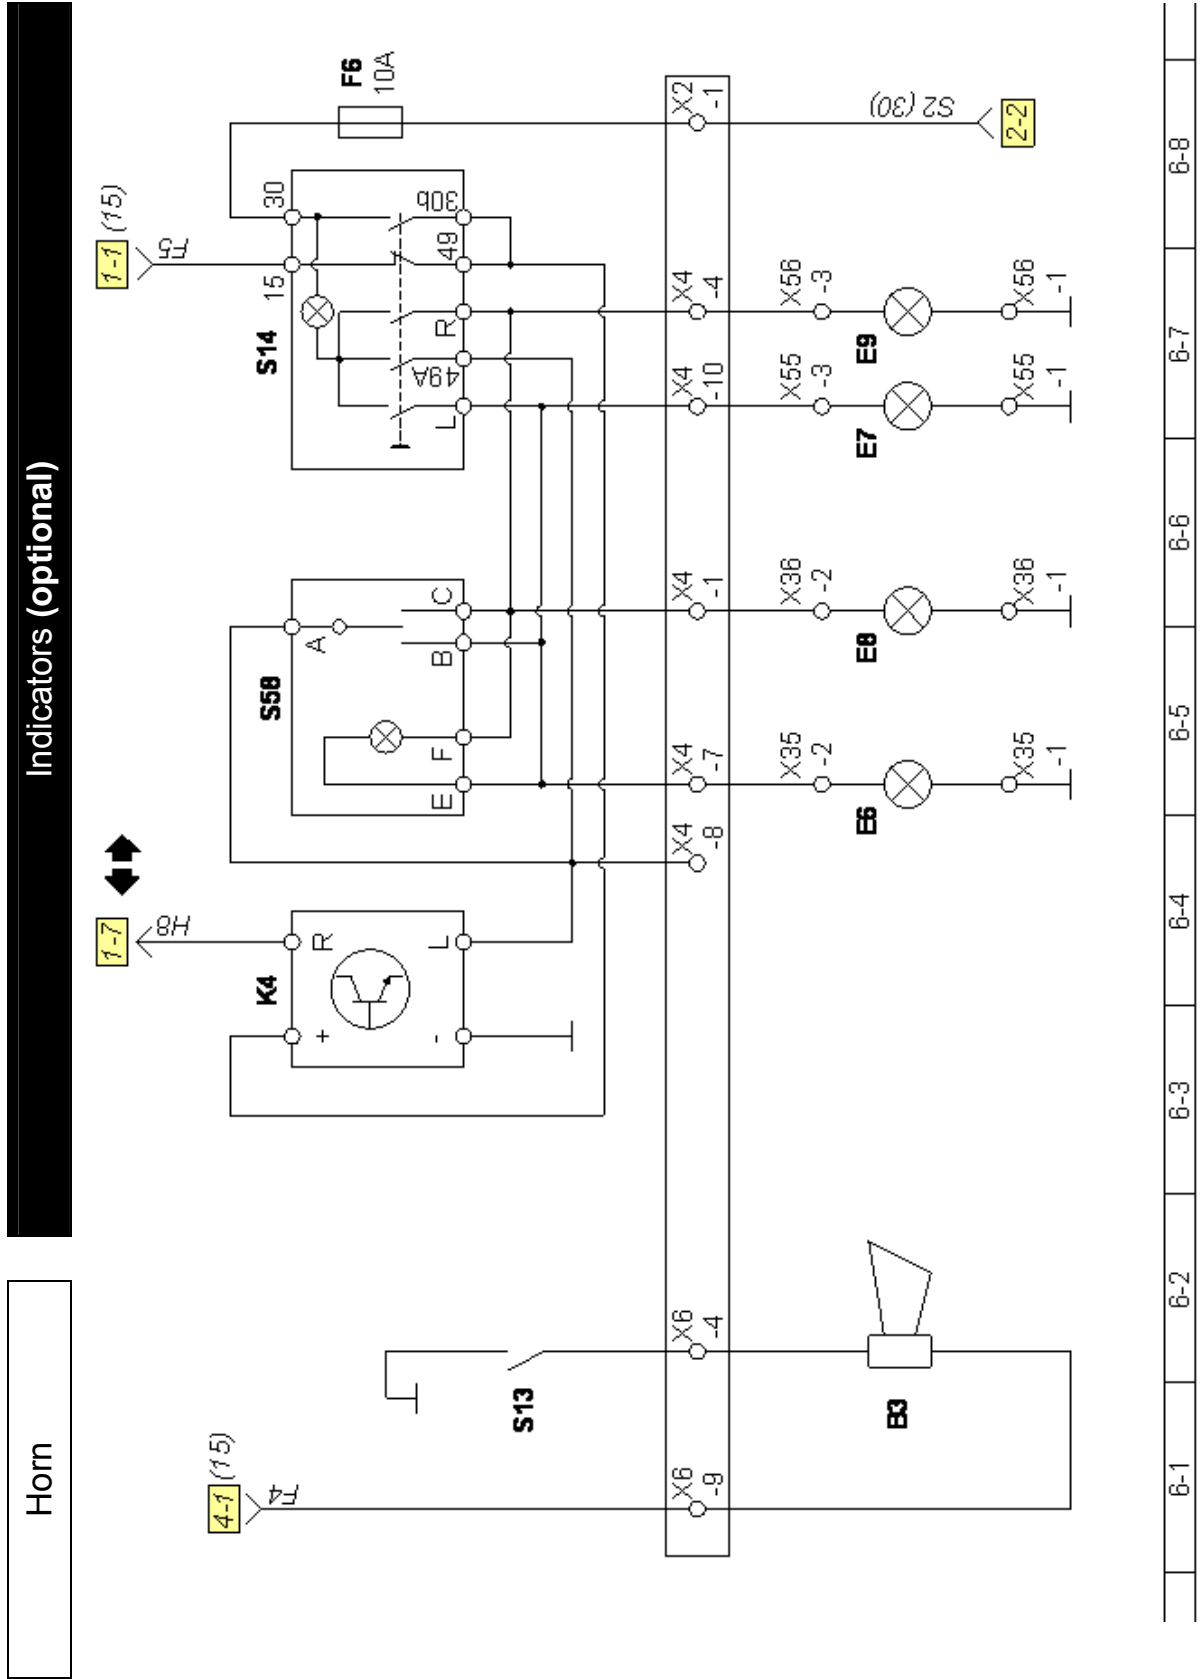 Horn
Indicators (optional)
4-1 (15)
F4
1-7
H8
1-1 (15)
F5
K4
+
R
-
L
S58
A
E
F
B
C
S14
15
30
L
49A
R
49
30b
F6
10A
S13
X6
-9
X6
-4
X4
-8
X4
-7
X4
-1
X4
-10
X4
-4
X2
-1
S2 (30)
2-2
X35
-2
X36
-2
X55
-3
X56
-3
B3
E6
E8
E7
E9
X35
-1
X36
-1
X55
-1
X56
-1
6-1
6-2
6-3
6-4
6-5
6-6
6-7
6-8